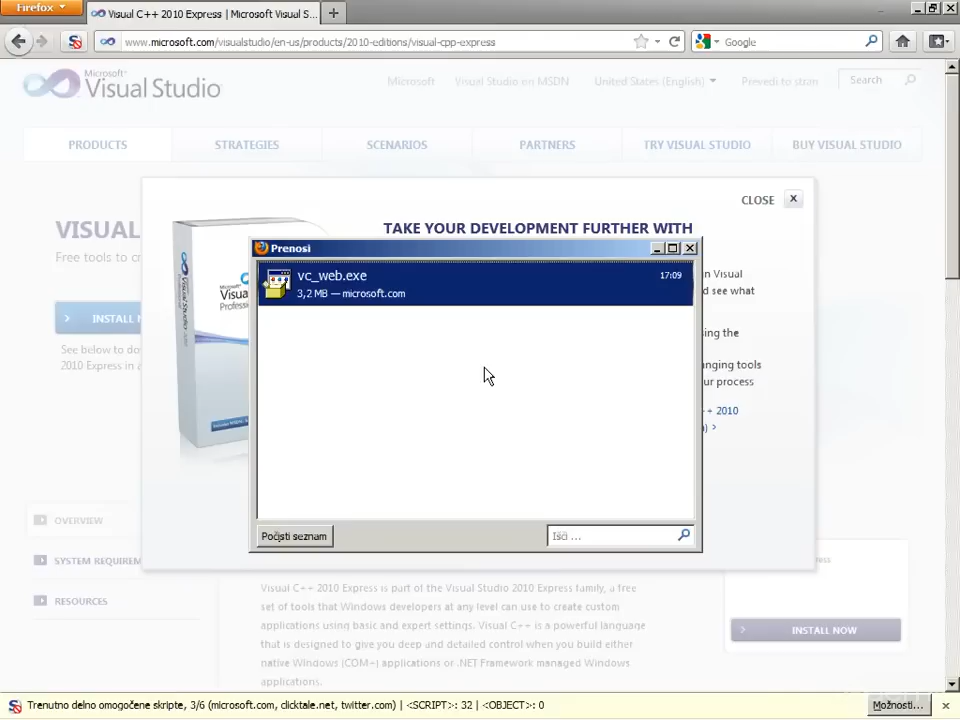 Firefox
Visual C++ 2010 Express | Microsoft Visual S...
www.microsoft.com/visualstudio/en-us/products/2010-editions/visual-cpp-express
Google
Microsoft
Visual Studio
Microsoft
Visual Studio on MSDN
United States (English)
Prevedi to stran
Search
PRODUCTS
STRATEGIES
SCENARIOS
PARTNERS
TRY VISUAL STUDIO
BUY VISUAL STUDIO
CLOSE
VISUAL
TAKE YOUR DEVELOPMENT FURTHER WITH
Free tools to cr
Prenosi
vc_web.exe
17:09
3,2 MB — microsoft.com
n Visual
d see what
INSTALL N
ing the
See below to do
2010 Express in a
anging tools
ur process
+ 2010
) >
Počisti seznam
Išči ...
OVERVIEW
SYSTEM REQUIREM
RESOURCES
Visual C++ 2010 Express is part of the Visual Studio 2010 Express family, a free
set of tools that Windows developers at any level can use to create custom
applications using basic and expert settings. Visual C++ is a powerful language
that is designed to give you deep and detailed control when you build either
native Windows (COM+) applications or .NET Framework managed Windows
applications.
press
INSTALL NOW
Trenutno delno omogočene skripte, 3/6 (microsoft.com, clicktale.net, twitter.com) | <SCRIPT>: 32 | <OBJECT>: 0
Možnosti...